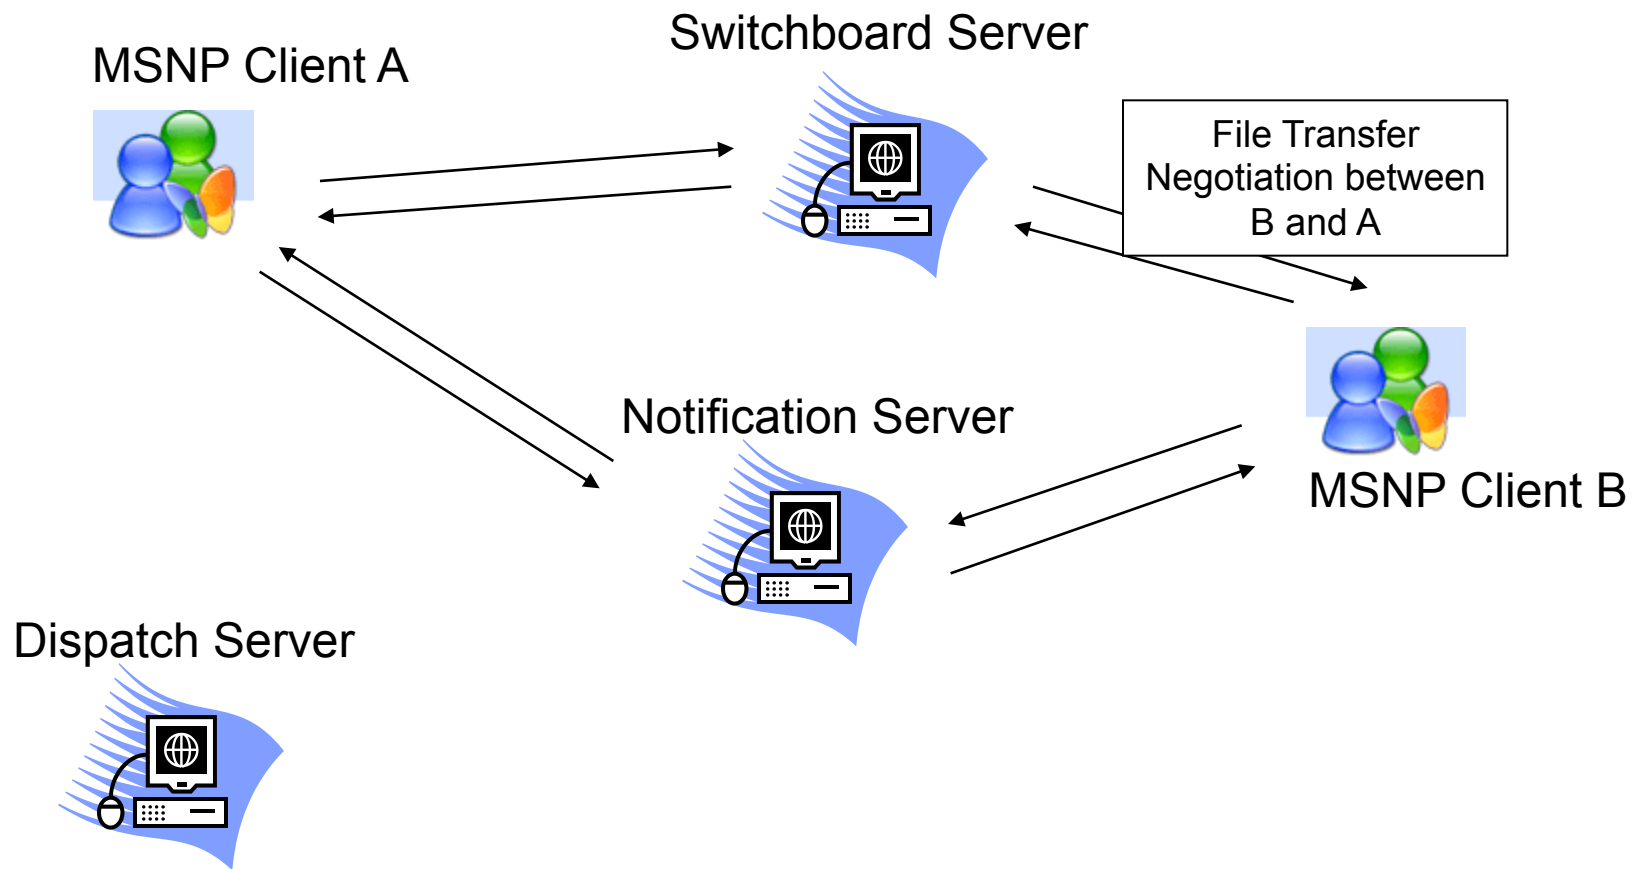 Switchboard Server
MSNP Client A
File Transfer
Negotiation between
B and A
Notification Server
MSNP Client B
Dispatch Server